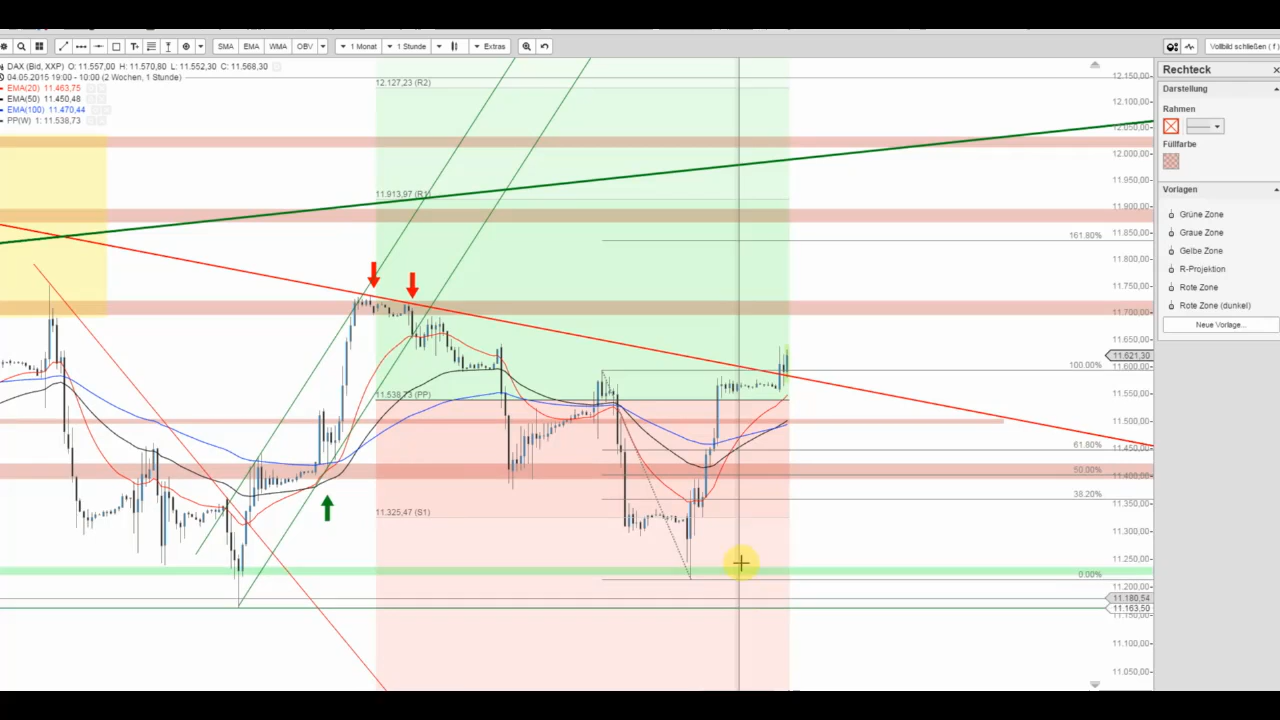 SMA EMA WMA OBV 1 Monat 1 Stunde Extras Vollbild schließen ( f )
DAX (Bid, XXP) O: 11.557,00 H: 11.570,80 L: 11.552,30 C: 11.568,30
04.05.2015 19:00 - 10:00 (2 Wochen, 1 Stunde)
EMA(20) 11.463,75
EMA(50) 11.450,48
EMA(100) 11.470,44
PP(W) 1: 11.538,73
12.127,23 (R2)
11.913,97 (R1)
161.80%
100.00%
11.538,73 (PP)
61.80%
50.00%
38.20%
11.325,47 (S1)
0.00%
12.150,00
12.100,00
12.050,00
12.000,00
11.950,00
11.900,00
11.850,00
11.800,00
11.750,00
11.700,00
11.650,00
11.621,30
11.600,00
11.550,00
11.500,00
11.450,00
11.400,00
11.350,00
11.300,00
11.250,00
11.200,00
11.180,54
11.163,50
11.150,00
11.100,00
11.050,00
Rechteck
Darstellung
Rahmen
Füllfarbe
Vorlagen
Grüne Zone
Graue Zone
Gelbe Zone
R-Projektion
Rote Zone
Rote Zone (dunkel)
Neue Vorlage...